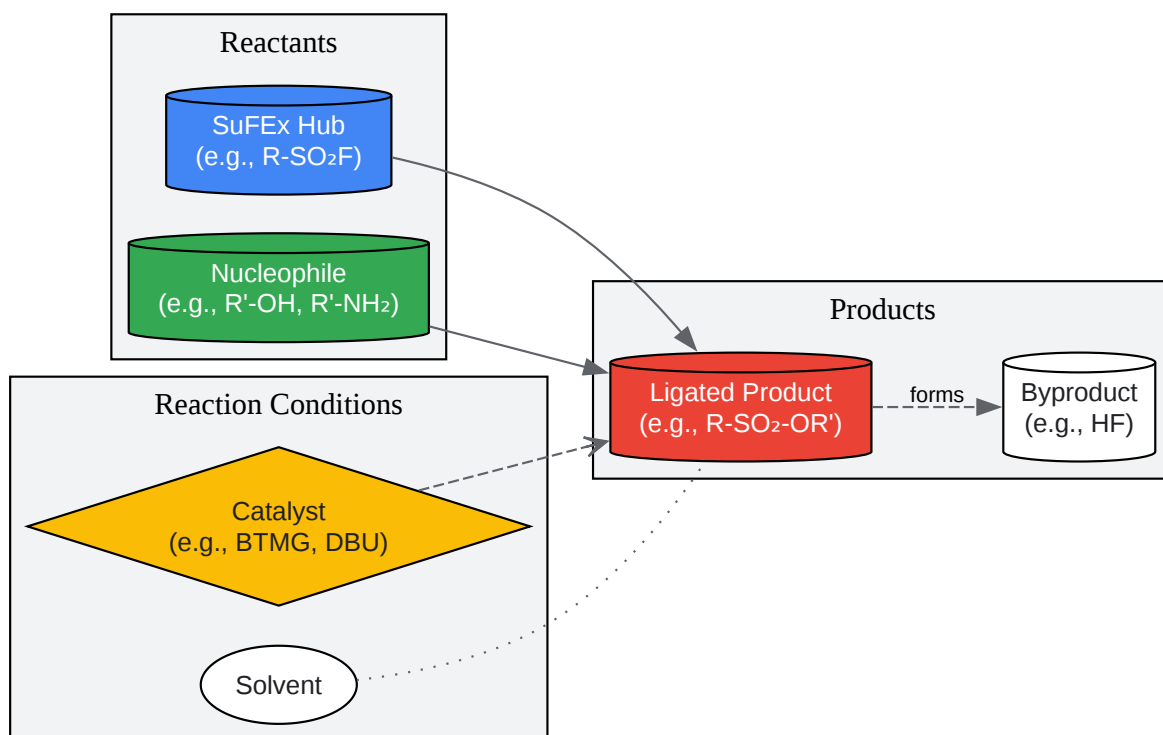 Reactants
SuFEx Hub
(e.g., R-SO₂F)
Nucleophile
(e.g., R'-OH, R'-NH₂)
Products
Ligated Product
(e.g., R-SO₂-OR')
forms
Byproduct
(e.g., HF)
Reaction Conditions
Catalyst
(e.g., BTMG, DBU)
Solvent